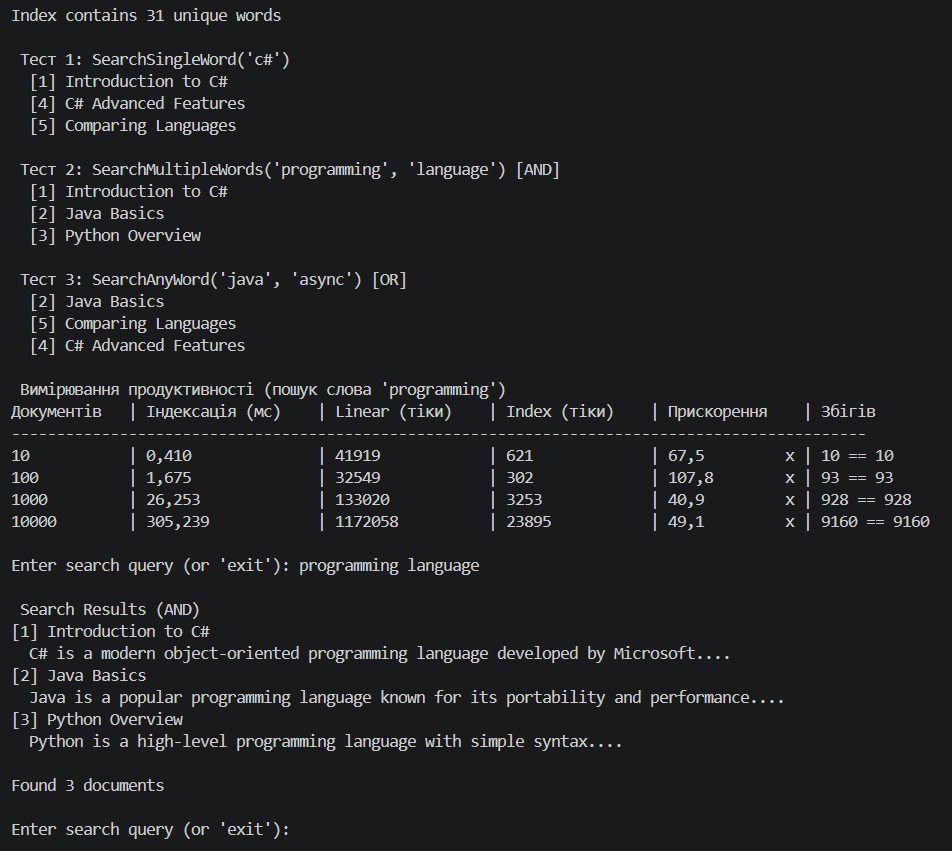 Index contains 31 unique words
Тест 1: SearchSingleWord('c#')
[1] Introduction to C#
[4] C# Advanced Features
[5] Comparing Languages
Тест 2: SearchMultipleWords('programming', 'language') [AND]
[1] Introduction to C#
[2] Java Basics
[3] Python Overview
Тест 3: SearchAnyWord('java', 'async') [OR]
[2] Java Basics
[5] Comparing Languages
[4] C# Advanced Features
Вимірювання продуктивності (пошук слова 'programming')
Документів | Індексація (мс) | Linear (тіки) | Index (тіки) | Прискорення | Збігів
-----------------------------------------------------------------------------------------------
10 | 0,410 | 41919 | 621 | 67,5 x | 10 == 10
100 | 1,675 | 32549 | 302 | 107,8 x | 93 == 93
1000 | 26,253 | 133020 | 3253 | 40,9 x | 928 == 928
10000 | 305,239 | 1172058 | 23895 | 49,1 x | 9160 == 9160
Enter search query (or 'exit'): programming language
Search Results (AND)
[1] Introduction to C#
C# is a modern object-oriented programming language developed by Microsoft....
[2] Java Basics
Java is a popular programming language known for its portability and performance....
[3] Python Overview
Python is a high-level programming language with simple syntax....
Found 3 documents
Enter search query (or 'exit'):